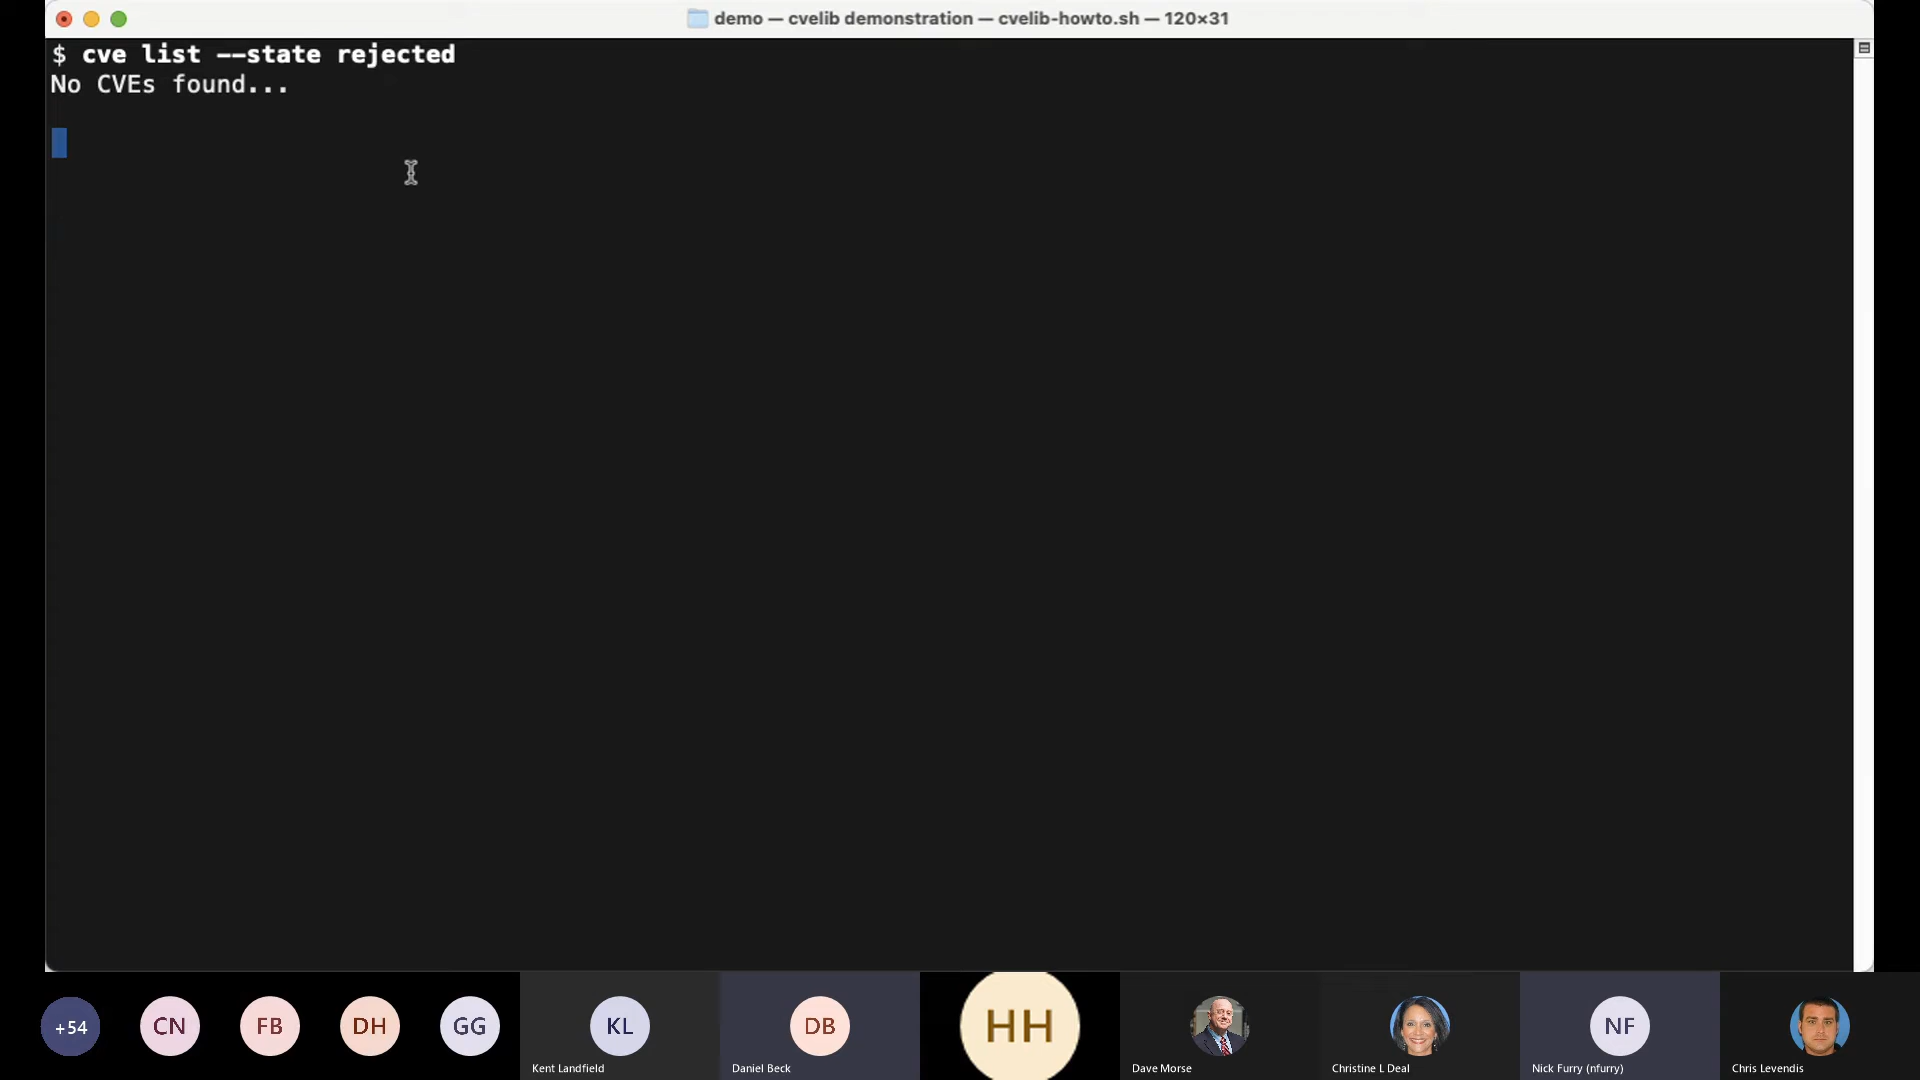 demo — cvelib demonstration — cvelib-howto.sh — 120×31
$ cve list --state rejected
No CVEs found...
+54
CN
FB
DH
GG
KL
DB
HH
NF
Kent Landfield
Daniel Beck
Dave Morse
Christine L Deal
Nick Furry (nfurry)
Chris Levendis